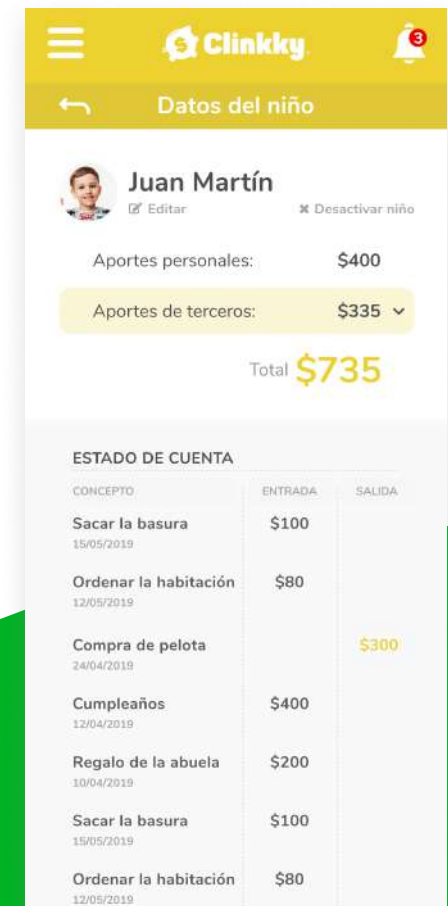 Clinkky
3
Datos del niño
Juan Martín
Editar
Desactivar niño
Aportes personales: $400
Aportes de terceros: $335
Total $735
ESTADO DE CUENTA
CONCEPTO ENTRADA SALIDA
Sacar la basura $100
15/05/2019
Ordenar la habitación $80
12/05/2019
Compra de pelota $300
24/04/2019
Cumpleaños $400
12/04/2019
Regalo de la abuela $200
10/04/2019
Sacar la basura $100
15/05/2019
Ordenar la habitación $80
12/05/2019